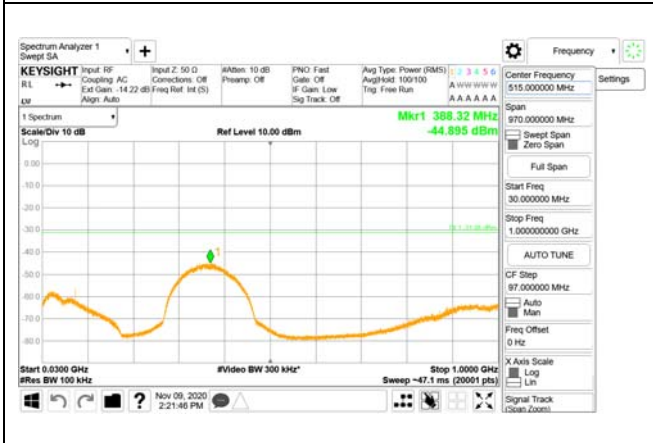 Spectrum Analyzer 1
Swept SA
+
Frequency
KEYSIGHT
RL
Input: RF
Coupling: AC
Ext Gain: -14.22 dB
Align: Auto
Input Z: 50 Ω
Corrections: Off
Freq Ref: Int (S)
#Atten: 10 dB
Preamp: Off
PNO: Fast
Gate: Off
IF Gain: Low
Sig Track: Off
Avg Type: Power (RMS)
Avg|Hold: 100/100
Trig: Free Run
1 2 3 4 5 6
A W W W W W
A A A A A A
1 Spectrum
Scale/Div 10 dB
Log
Ref Level 10.00 dBm
Mkr1 388.32 MHz
-44.895 dBm
0.00
-10.0
-20.0
-30.0
-40.0
-50.0
-60.0
-70.0
-80.0
1
Start 0.0300 GHz
#Res BW 100 kHz
#Video BW 300 kHz*
Stop 1.0000 GHz
Sweep ~47.1 ms (20001 pts)
Nov 09, 2020
2:21:46 PM
?
Center Frequency
515.000000 MHz
Settings
Span
970.000000 MHz
Swept Span
Zero Span
Full Span
Start Freq
30.000000 MHz
Stop Freq
1.000000000 GHz
AUTO TUNE
CF Step
97.000000 MHz
Auto
Man
Freq Offset
0 Hz
X Axis Scale
Log
Lin
Signal Track
(Span Zoom)